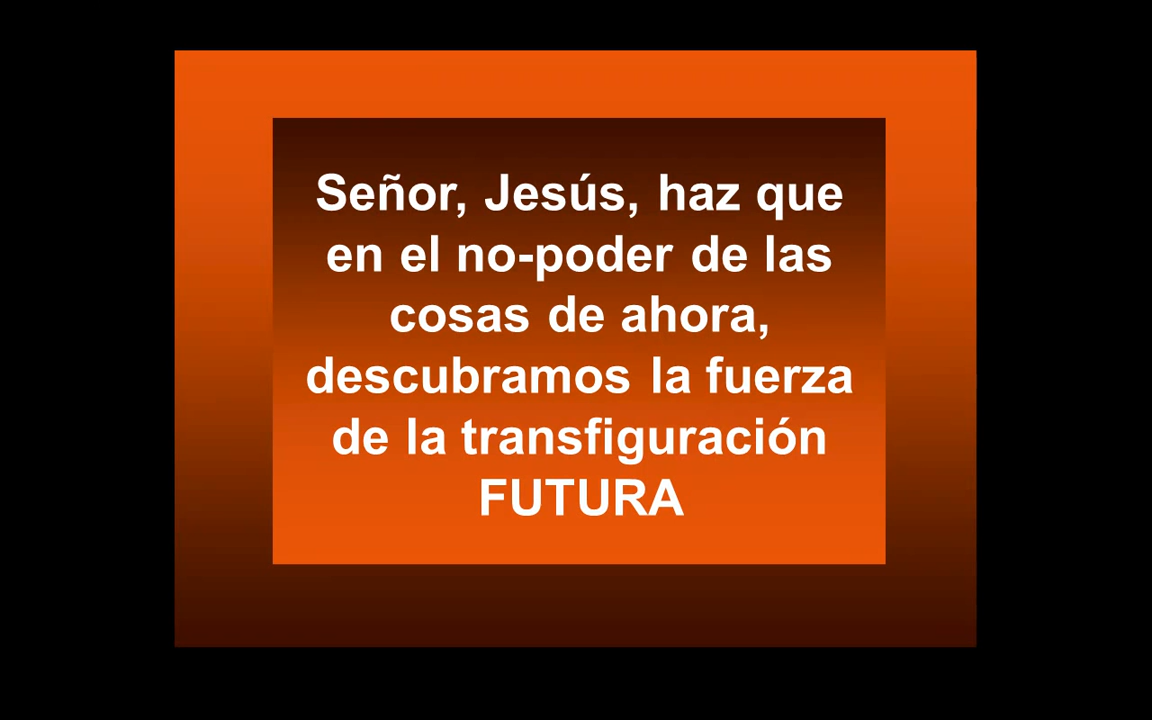 Señor, Jesús, haz que
en el no-poder de las
cosas de ahora,
descubramos la fuerza
de la transfiguración
FUTURA